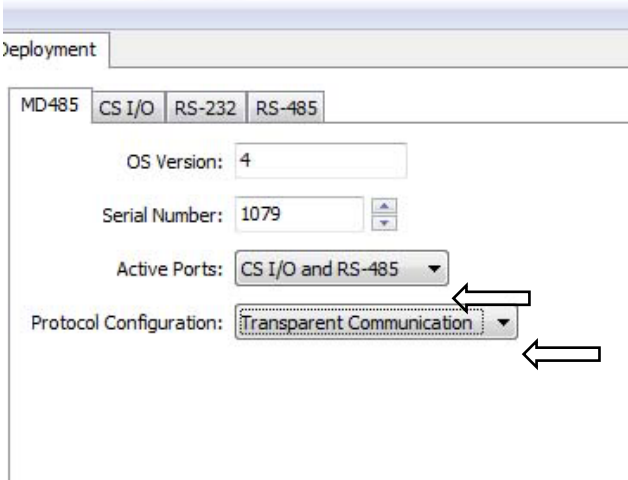 Deployment
MD485 CS I/O RS-232 RS-485
OS Version: 4
Serial Number: 1079
Active Ports: CS I/O and RS-485
Protocol Configuration: Transparent Communication